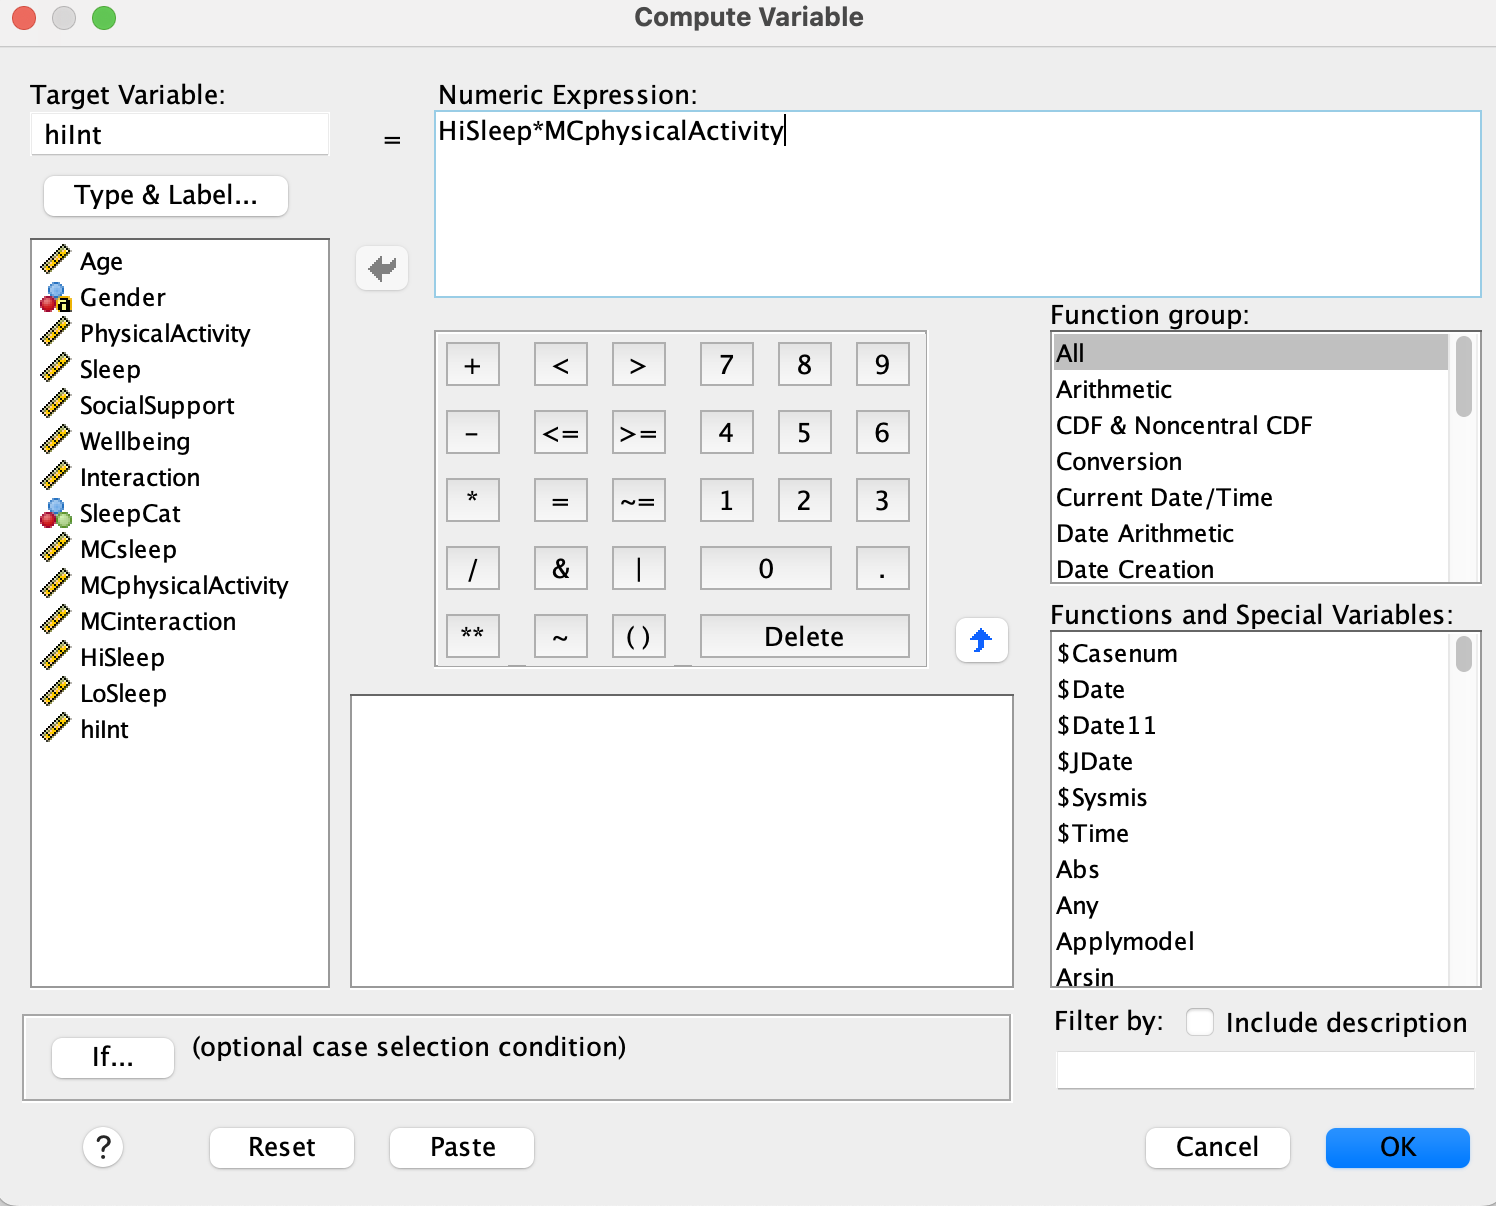 Compute Variable
Target Variable:
hiInt
Type & Label...
=
Numeric Expression:
HiSleep*MCphysicalActivity
Age
Gender
PhysicalActivity
Sleep
SocialSupport
Wellbeing
Interaction
SleepCat
MCsleep
MCphysicalActivity
MCinteraction
HiSleep
LoSleep
hiInt
+ < > 7 8 9
- <= >= 4 5 6
* = ~= 1 2 3
/ & | 0 .
** ~ () Delete
Function group:
All
Arithmetic
CDF & Noncentral CDF
Conversion
Current Date/Time
Date Arithmetic
Date Creation
Functions and Special Variables:
$Casenum
$Date
$Date11
$JDate
$Sysmis
$Time
Abs
Any
Applymodel
Arsin
If...
(optional case selection condition)
Filter by:
Include description
?
Reset
Paste
Cancel
OK